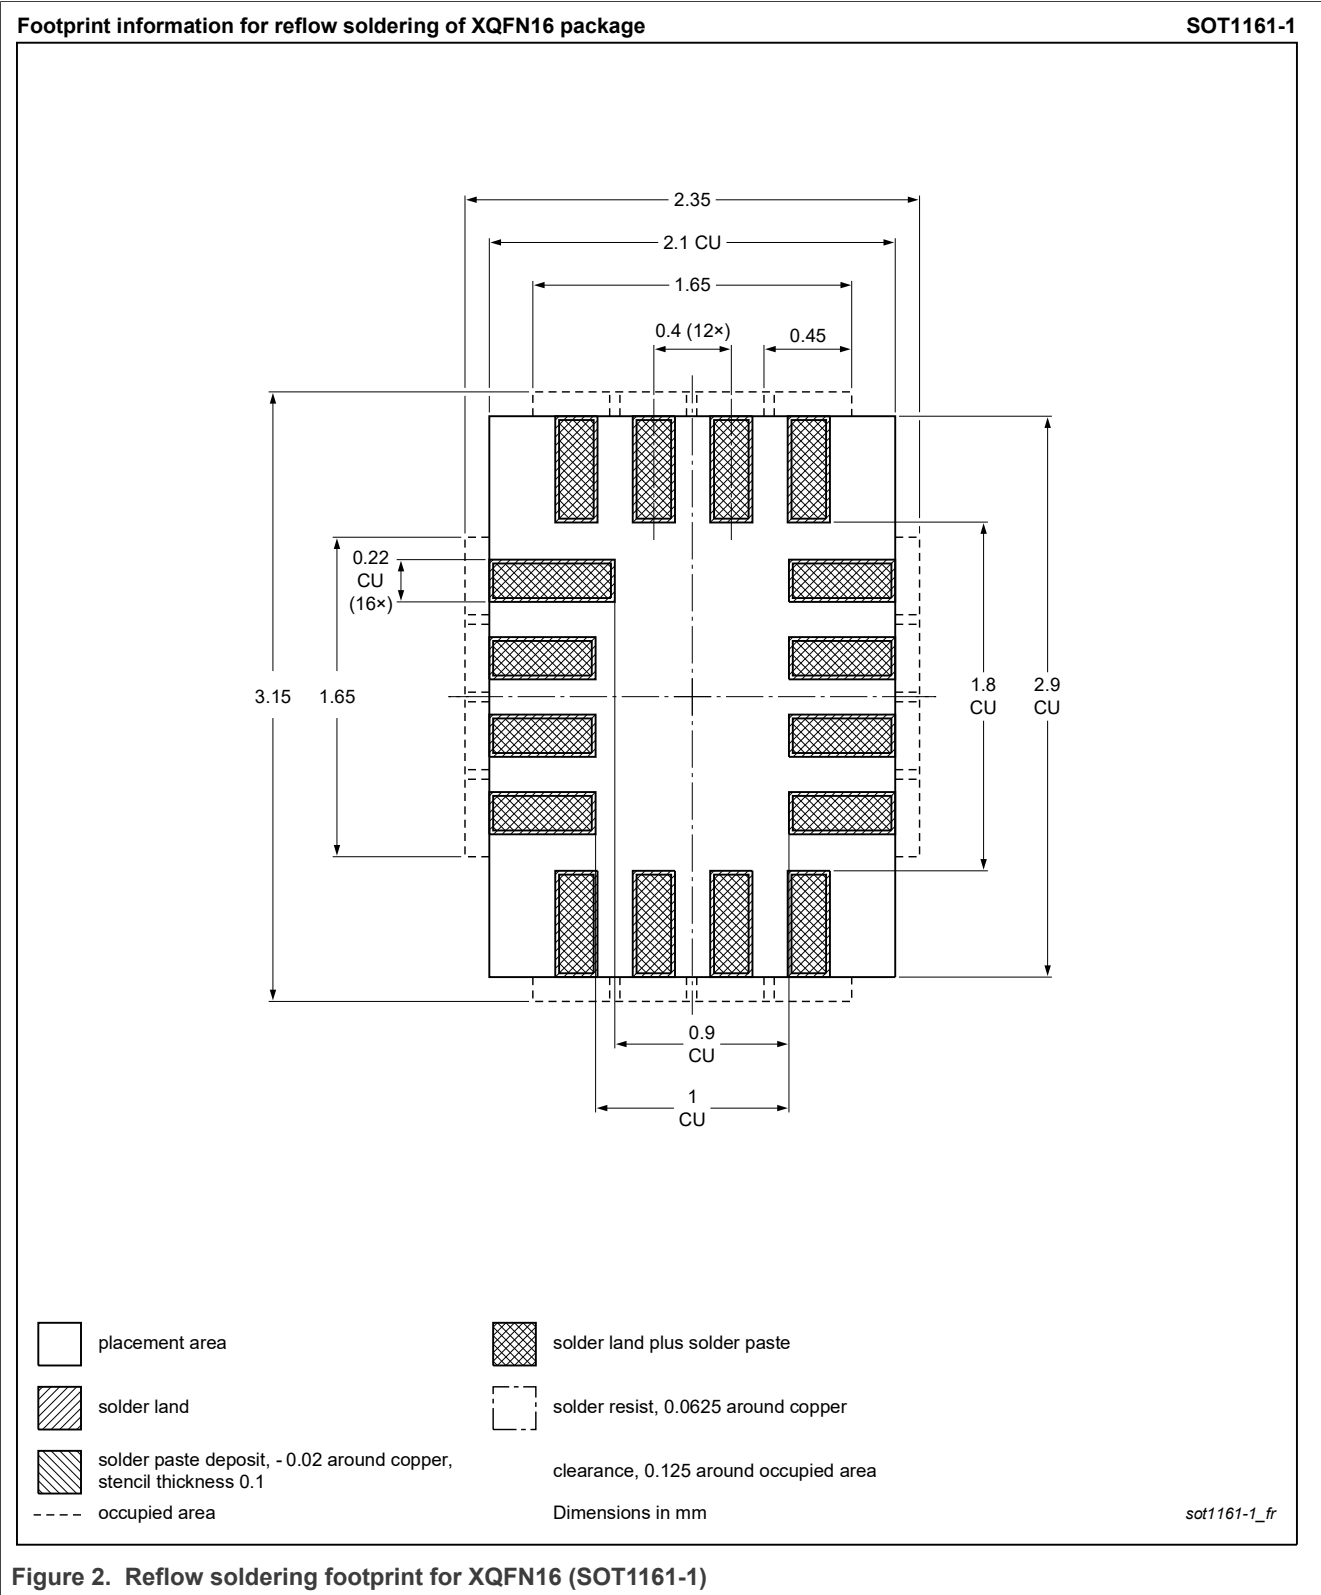 Footprint information for reflow soldering of XQFN16 package SOT1161-1
2.35
2.1 CU
1.65
0.4 (12×)
0.45
0.22
CU
(16×)
3.15
1.65
1.8
CU
2.9
CU
0.9
CU
1
CU
placement area
solder land plus solder paste
solder land
solder resist, 0.0625 around copper
solder paste deposit, - 0.02 around copper,
stencil thickness 0.1
clearance, 0.125 around occupied area
occupied area
Dimensions in mm
sot1161-1_fr
Figure 2. Reflow soldering footprint for XQFN16 (SOT1161-1)